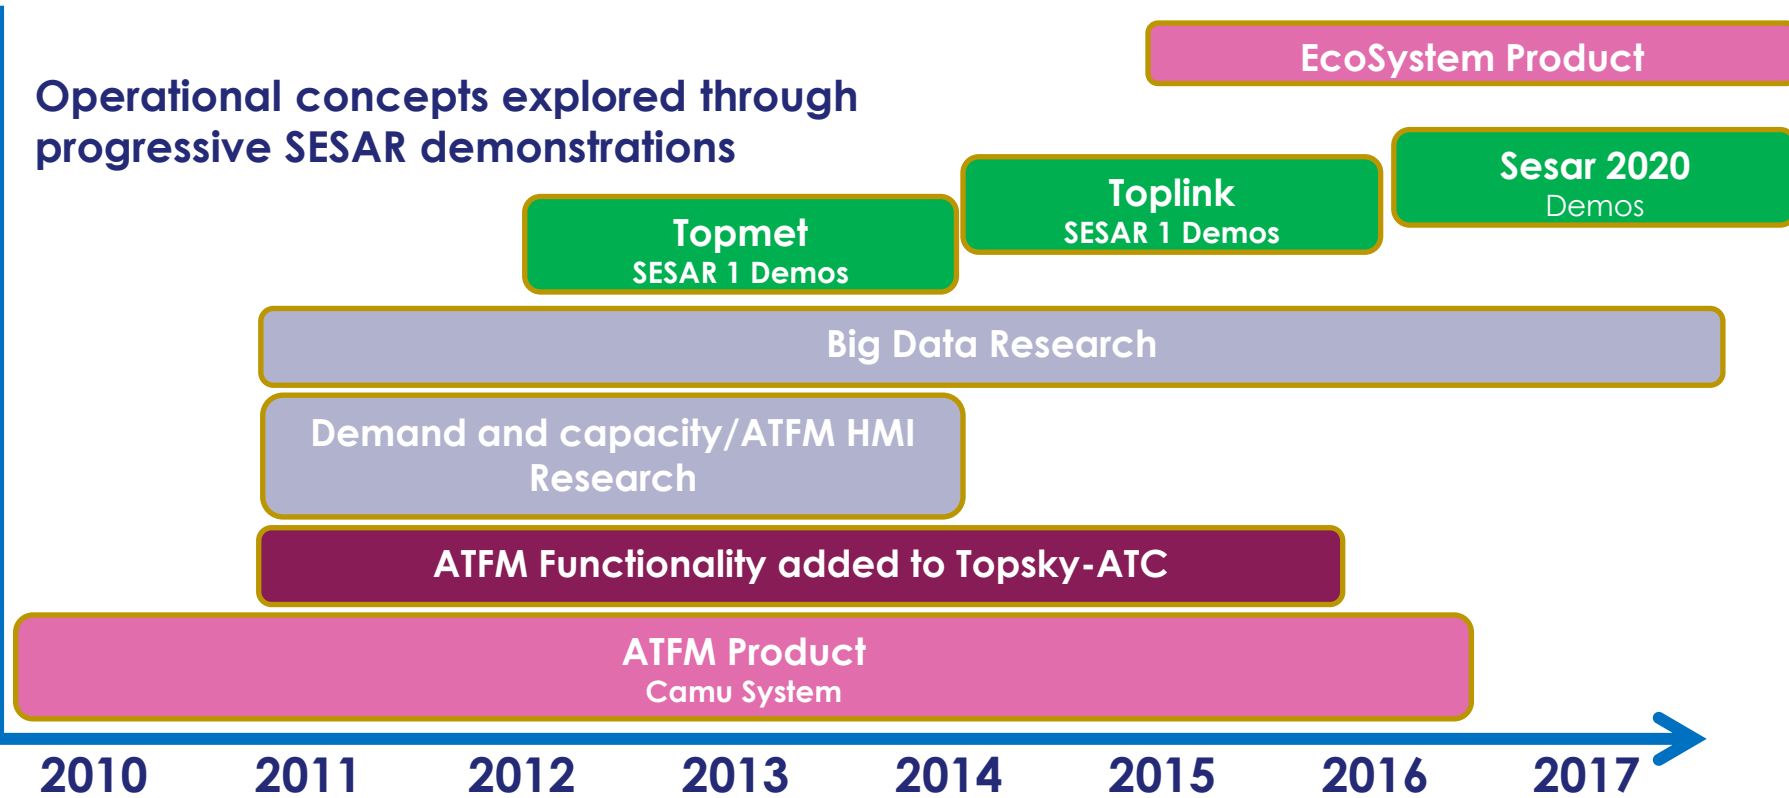 EcoSystem Product
Operational concepts explored through
progressive SESAR demonstrations
Sesar 2020
Demos
Toplink
SESAR 1 Demos
Topmet
SESAR 1 Demos
Big Data Research
Demand and capacity/ATFM HMI
Research
ATFM Functionality added to Topsky-ATC
ATFM Product
Camu System
2010 2011 2012 2013 2014 2015 2016 2017